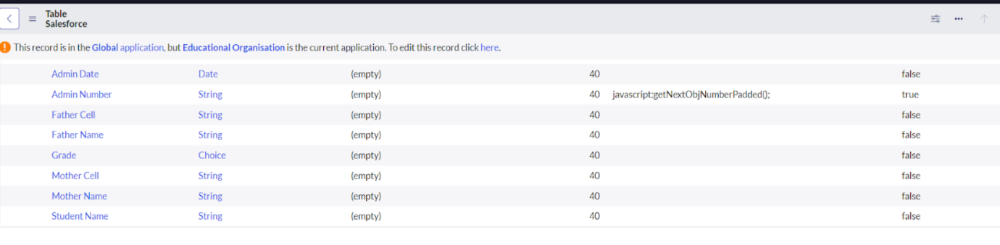 Table
Salesforce
This record is in the Global application, but Educational Organisation is the current application. To edit this record click here.
Admin Date Date (empty) 40 false
Admin Number String (empty) 40 javascript:getNextObjNumberPadded(); true
Father Cell String (empty) 40 false
Father Name String (empty) 40 false
Grade Choice (empty) 40 false
Mother Cell String (empty) 40 false
Mother Name String (empty) 40 false
Student Name String (empty) 40 false